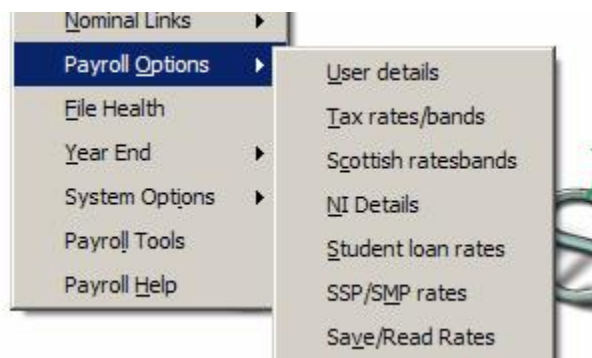 Nominal Links
Payroll Options
File Health
Year End
System Options
Payroll Tools
Payroll Help
User details
Tax rates/bands
Scottish ratesbands
NI Details
Student loan rates
SSP/SMP rates
Save/Read Rates